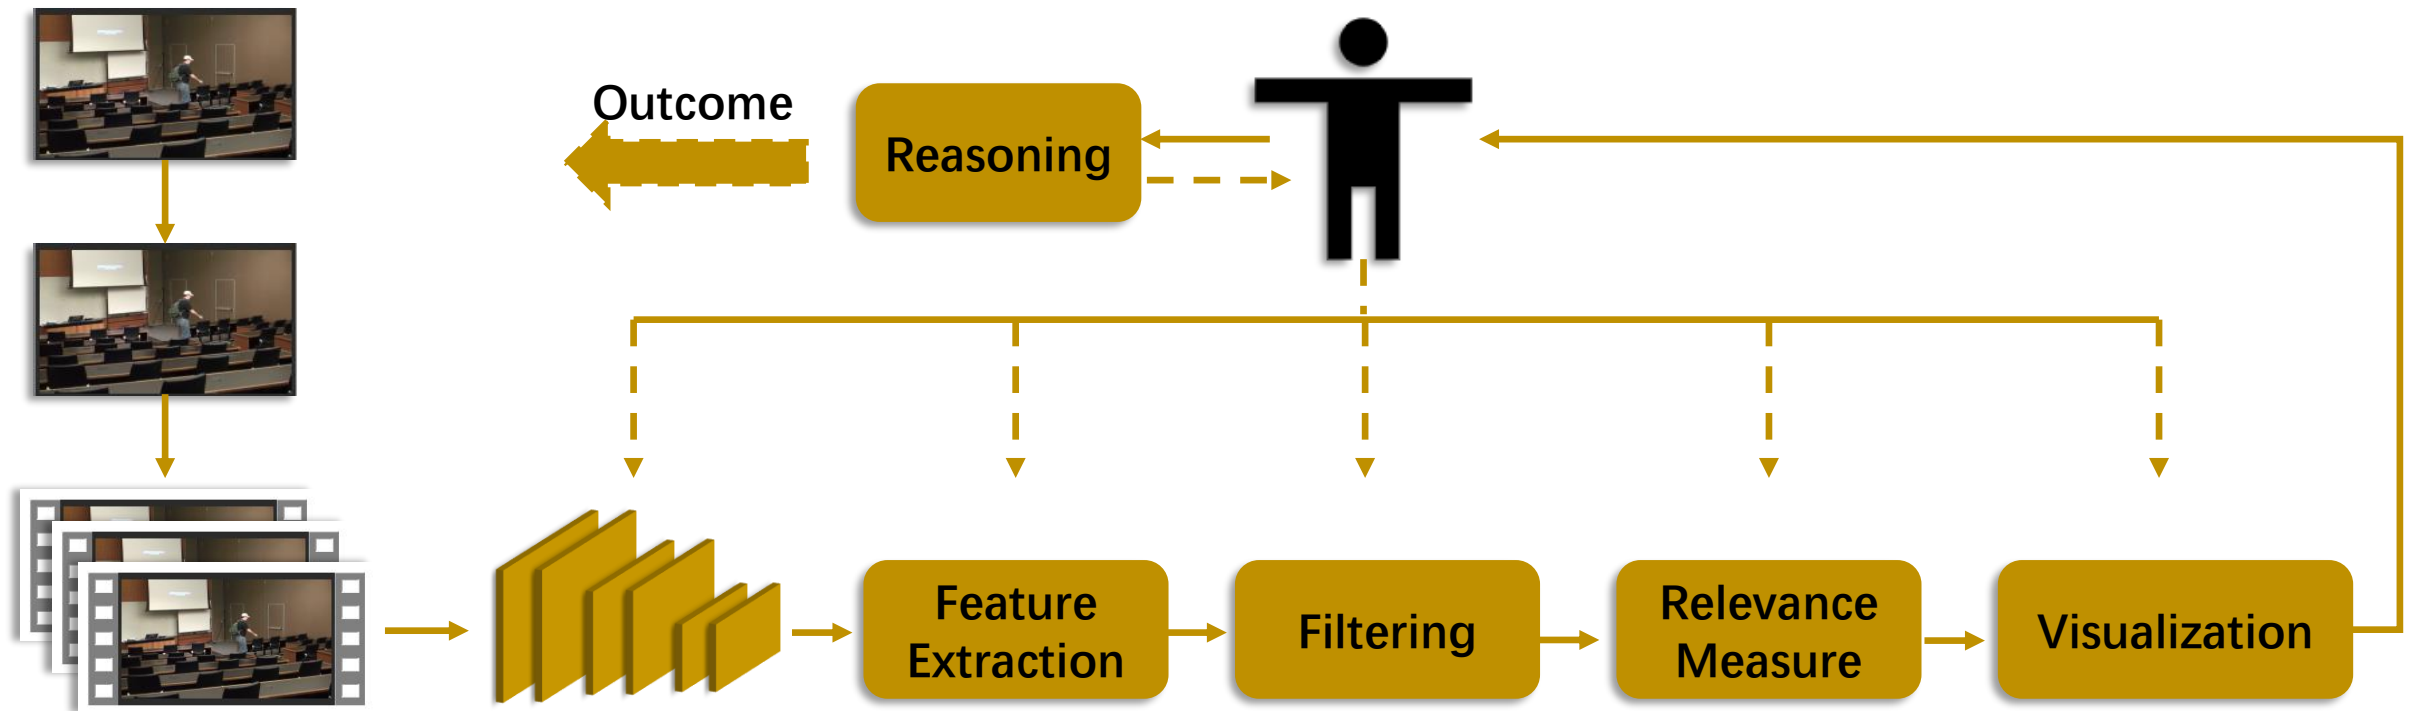 Outcome
Reasoning
Feature
Extraction
Filtering
Relevance
Measure
Visualization